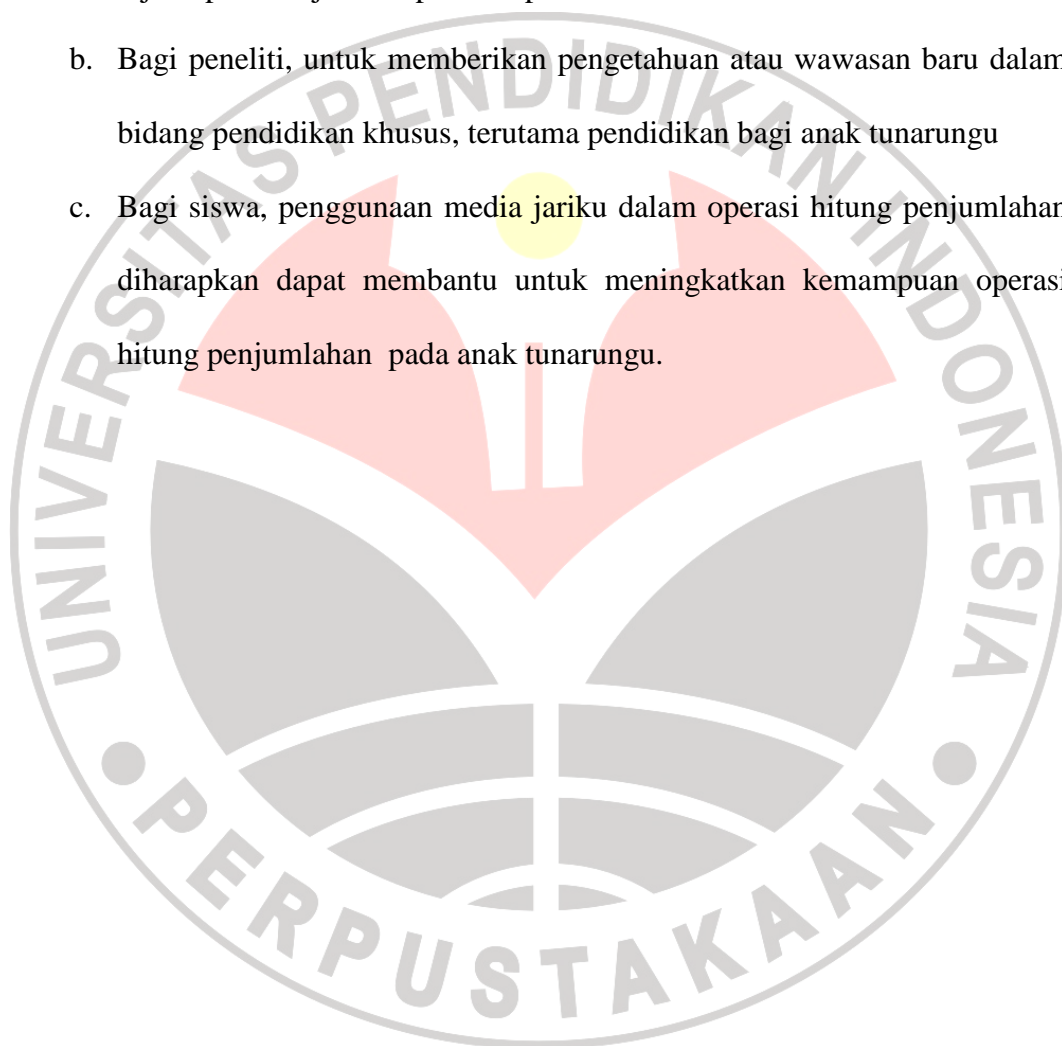 b. Bagi peneliti, untuk memberikan pengetahuan atau wawasan baru dalam
bidang pendidikan khusus, terutama pendidikan bagi anak tunarungu
c. Bagi siswa, penggunaan media jariku dalam operasi hitung penjumlahan
diharapkan dapat membantu untuk meningkatkan kemampuan operasi
hitung penjumlahan pada anak tunarungu.
UNIVERSITAS PENDIDIKAN INDONESIA
PERPUSTAKAAN